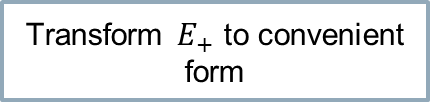 Transform E₊ to convenient
form